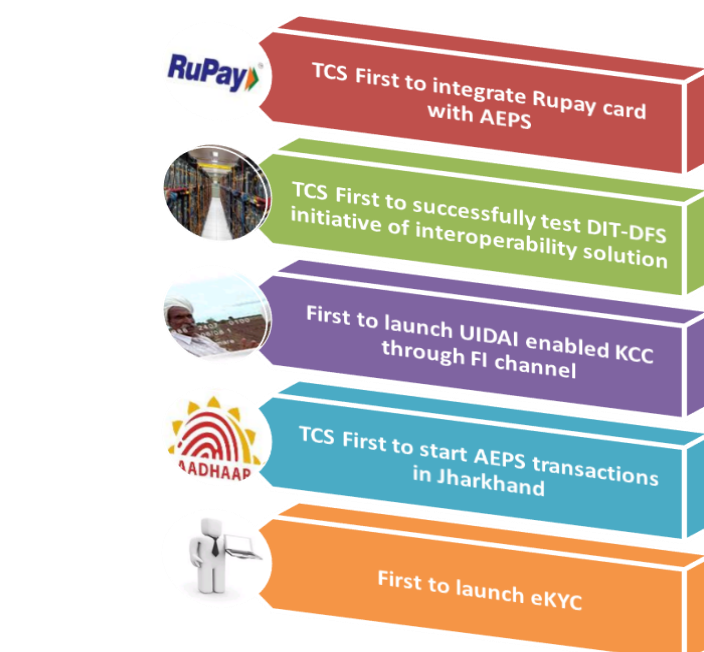 RuPay
TCS First to integrate Rupay card
with AEPS
TCS First to successfully test DIT-DFS
initiative of interoperability solution
First to launch UIDAI enabled KCC
through FI channel
AADHAAR
TCS First to start AEPS transactions
in Jharkhand
First to launch eKYC